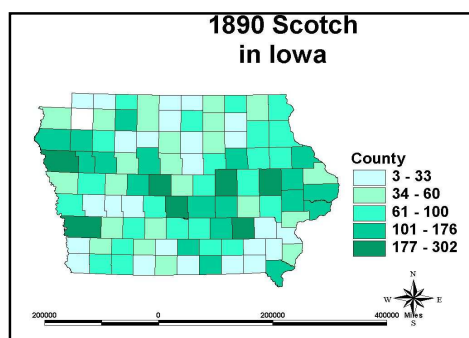 1890 Scotch
in Iowa
County
3 - 33
34 - 60
61 - 100
101 - 176
177 - 302
N
W E
S
200000 0 200000 400000 Miles